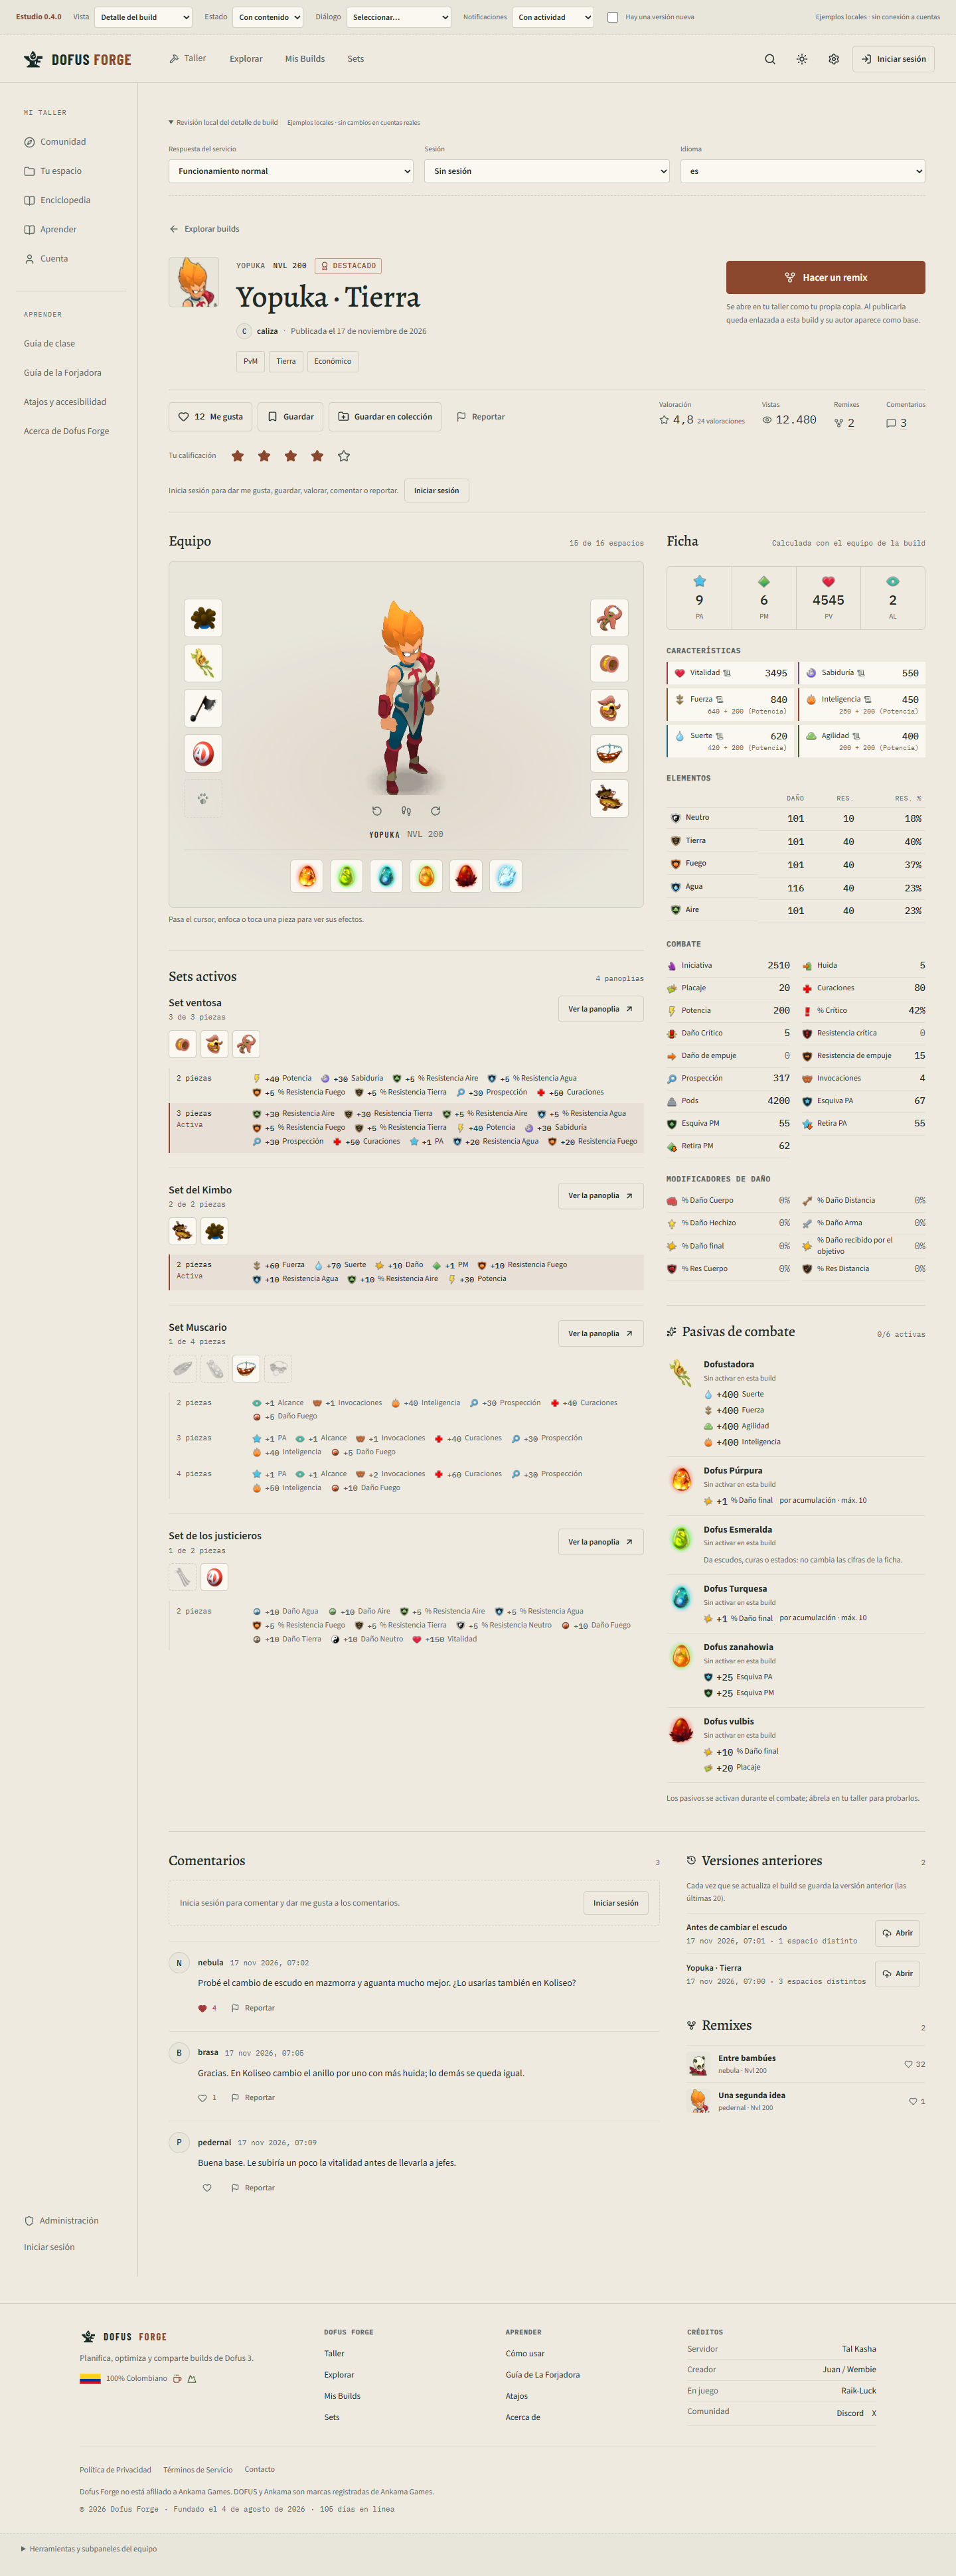 Estudio 0.4.0 Vista Detalle del build Estado Con contenido Diálogo Seleccionar... Notificaciones Con actividad Hay una versión nueva Ejemplos locales · sin conexión a cuentas
DOFUS FORGE Taller Explorar Mis Builds Sets Iniciar sesión
MI TALLER
Comunidad
Tu espacio
Enciclopedia
Aprender
Cuenta
APRENDER
Guía de clase
Guía de la Forjadora
Atajos y accesibilidad
Acerca de Dofus Forge
Administración
Iniciar sesión
▼ Revisión local del detalle de build Ejemplos locales · sin cambios en cuentas reales
Respuesta del servicio Sesión Idioma
Funcionamiento normal Sin sesión es
Explorar builds
YOPUKA NVL 200 DESTACADO
Yopuka · Tierra
C caliza · Publicada el 17 de noviembre de 2026
PvM Tierra Económico
Hacer un remix
Se abre en tu taller como tu propia copia. Al publicarla
queda enlazada a esta build y su autor aparece como base.
12 Me gusta Guardar Guardar en colección Reportar
Valoración Vistas Remixes Comentarios
4,8 24 valoraciones 12.480 2 3
Tu calificación
Inicia sesión para dar me gusta, guardar, valorar, comentar o reportar. Iniciar sesión
Equipo 15 de 16 espacios
YOPUKA NVL 200
Pasa el cursor, enfoca o toca una pieza para ver sus efectos.
Sets activos 4 panoplias
Set ventosa Ver la panoplia
3 de 3 piezas
2 piezas +40 Potencia +30 Sabiduría +5 % Resistencia Aire +5 % Resistencia Agua
+5 % Resistencia Fuego +5 % Resistencia Tierra +30 Prospección +50 Curaciones
3 piezas +30 Resistencia Aire +30 Resistencia Tierra +5 % Resistencia Aire +5 % Resistencia Agua
Activa +5 % Resistencia Fuego +5 % Resistencia Tierra +40 Potencia +30 Sabiduría
+30 Prospección +50 Curaciones +1 PA +20 Resistencia Agua +20 Resistencia Fuego
Set del Kimbo Ver la panoplia
2 de 2 piezas
2 piezas +60 Fuerza +70 Suerte +10 Daño +1 PM +10 Resistencia Fuego
Activa +10 Resistencia Agua +10 % Resistencia Aire +30 Potencia
Set Muscario Ver la panoplia
1 de 4 piezas
2 piezas +1 Alcance +1 Invocaciones +40 Inteligencia +30 Prospección +40 Curaciones
+5 Daño Fuego
3 piezas +1 PA +1 Alcance +1 Invocaciones +40 Curaciones +30 Prospección
+40 Inteligencia +5 Daño Fuego
4 piezas +1 PA +1 Alcance +2 Invocaciones +60 Curaciones +30 Prospección
+50 Inteligencia +10 Daño Fuego
Set de los justicieros Ver la panoplia
1 de 2 piezas
2 piezas +10 Daño Agua +10 Daño Aire +5 % Resistencia Aire +5 % Resistencia Agua
+5 % Resistencia Fuego +5 % Resistencia Tierra +5 % Resistencia Neutro +10 Daño Fuego
+10 Daño Tierra +10 Daño Neutro +150 Vitalidad
Ficha Calculada con el equipo de la build
9 6 4545 2
PA PM PV AL
CARACTERÍSTICAS
Vitalidad 3495 Sabiduría 550
Fuerza 840 Inteligencia 450
640 + 200 (Potencia) 250 + 200 (Potencia)
Suerte 620 Agilidad 400
420 + 200 (Potencia) 200 + 200 (Potencia)
ELEMENTOS
DAÑO RES. RES. %
Neutro 101 10 18%
Tierra 101 40 40%
Fuego 101 40 37%
Agua 116 40 23%
Aire 101 40 23%
COMBATE
Iniciativa 2510 Huida 5
Placaje 20 Curaciones 80
Potencia 200 % Crítico 42%
Daño Crítico 5 Resistencia crítica 0
Daño de empuje 0 Resistencia de empuje 15
Prospección 317 Invocaciones 4
Pods 4200 Esquiva PA 67
Esquiva PM 55 Retira PA 55
Retira PM 62
MODIFICADORES DE DAÑO
% Daño Cuerpo 0% % Daño Distancia 0%
% Daño Hechizo 0% % Daño Arma 0%
% Daño final 0% % Daño recibido por el objetivo 0%
% Res Cuerpo 0% % Res Distancia 0%
Pasivas de combate 0/6 activas
Dofustadora
Sin activar en esta build
+400 Suerte
+400 Fuerza
+400 Agilidad
+400 Inteligencia
Dofus Púrpura
Sin activar en esta build
+1 % Daño final por acumulación · máx. 10
Dofus Esmeralda
Sin activar en esta build
Da escudos, curas o estados: no cambia las cifras de la ficha.
Dofus Turquesa
Sin activar en esta build
+1 % Daño final por acumulación · máx. 10
Dofus zanahowia
Sin activar en esta build
+25 Esquiva PA
+25 Esquiva PM
Dofus vulbis
Sin activar en esta build
+10 % Daño final
+20 Placaje
Los pasivos se activan durante el combate; ábrela en tu taller para probarlos.
Comentarios 3
Inicia sesión para comentar y dar me gusta a los comentarios. Iniciar sesión
N nebula 17 nov 2026, 07:02
Probé el cambio de escudo en mazmorra y aguanta mucho mejor. ¿Lo usarías también en Koliseo?
4 Reportar
B brasa 17 nov 2026, 07:05
Gracias. En Koliseo cambio el anillo por uno con más huida; lo demás se queda igual.
1 Reportar
P pedernal 17 nov 2026, 07:09
Buena base. Le subiría un poco la vitalidad antes de llevarla a jefes.
Reportar
Versiones anteriores 2
Cada vez que se actualiza el build se guarda la versión anterior (las
últimas 20).
Antes de cambiar el escudo Abrir
17 nov 2026, 07:01 · 1 espacio distinto
Yopuka · Tierra Abrir
17 nov 2026, 07:00 · 3 espacios distintos
Remixes 2
Entre bambúes 32
nebula · Nvl 200
Una segunda idea 1
pedernal · Nvl 200
DOFUS FORGE
Planifica, optimiza y comparte builds de Dofus 3.
100% Colombiano
DOFUS FORGE
Taller
Explorar
Mis Builds
Sets
APRENDER
Cómo usar
Guía de La Forjadora
Atajos
Acerca de
CRÉDITOS
Servidor Tal Kasha
Creador Juan / Wembie
En juego Raik-Luck
Comunidad Discord X
Política de Privacidad Términos de Servicio Contacto
Dofus Forge no está afiliado a Ankama Games. DOFUS y Ankama son marcas registradas de Ankama Games.
© 2026 Dofus Forge · Fundado el 4 de agosto de 2026 · 105 días en línea
▶ Herramientas y subpaneles del equipo